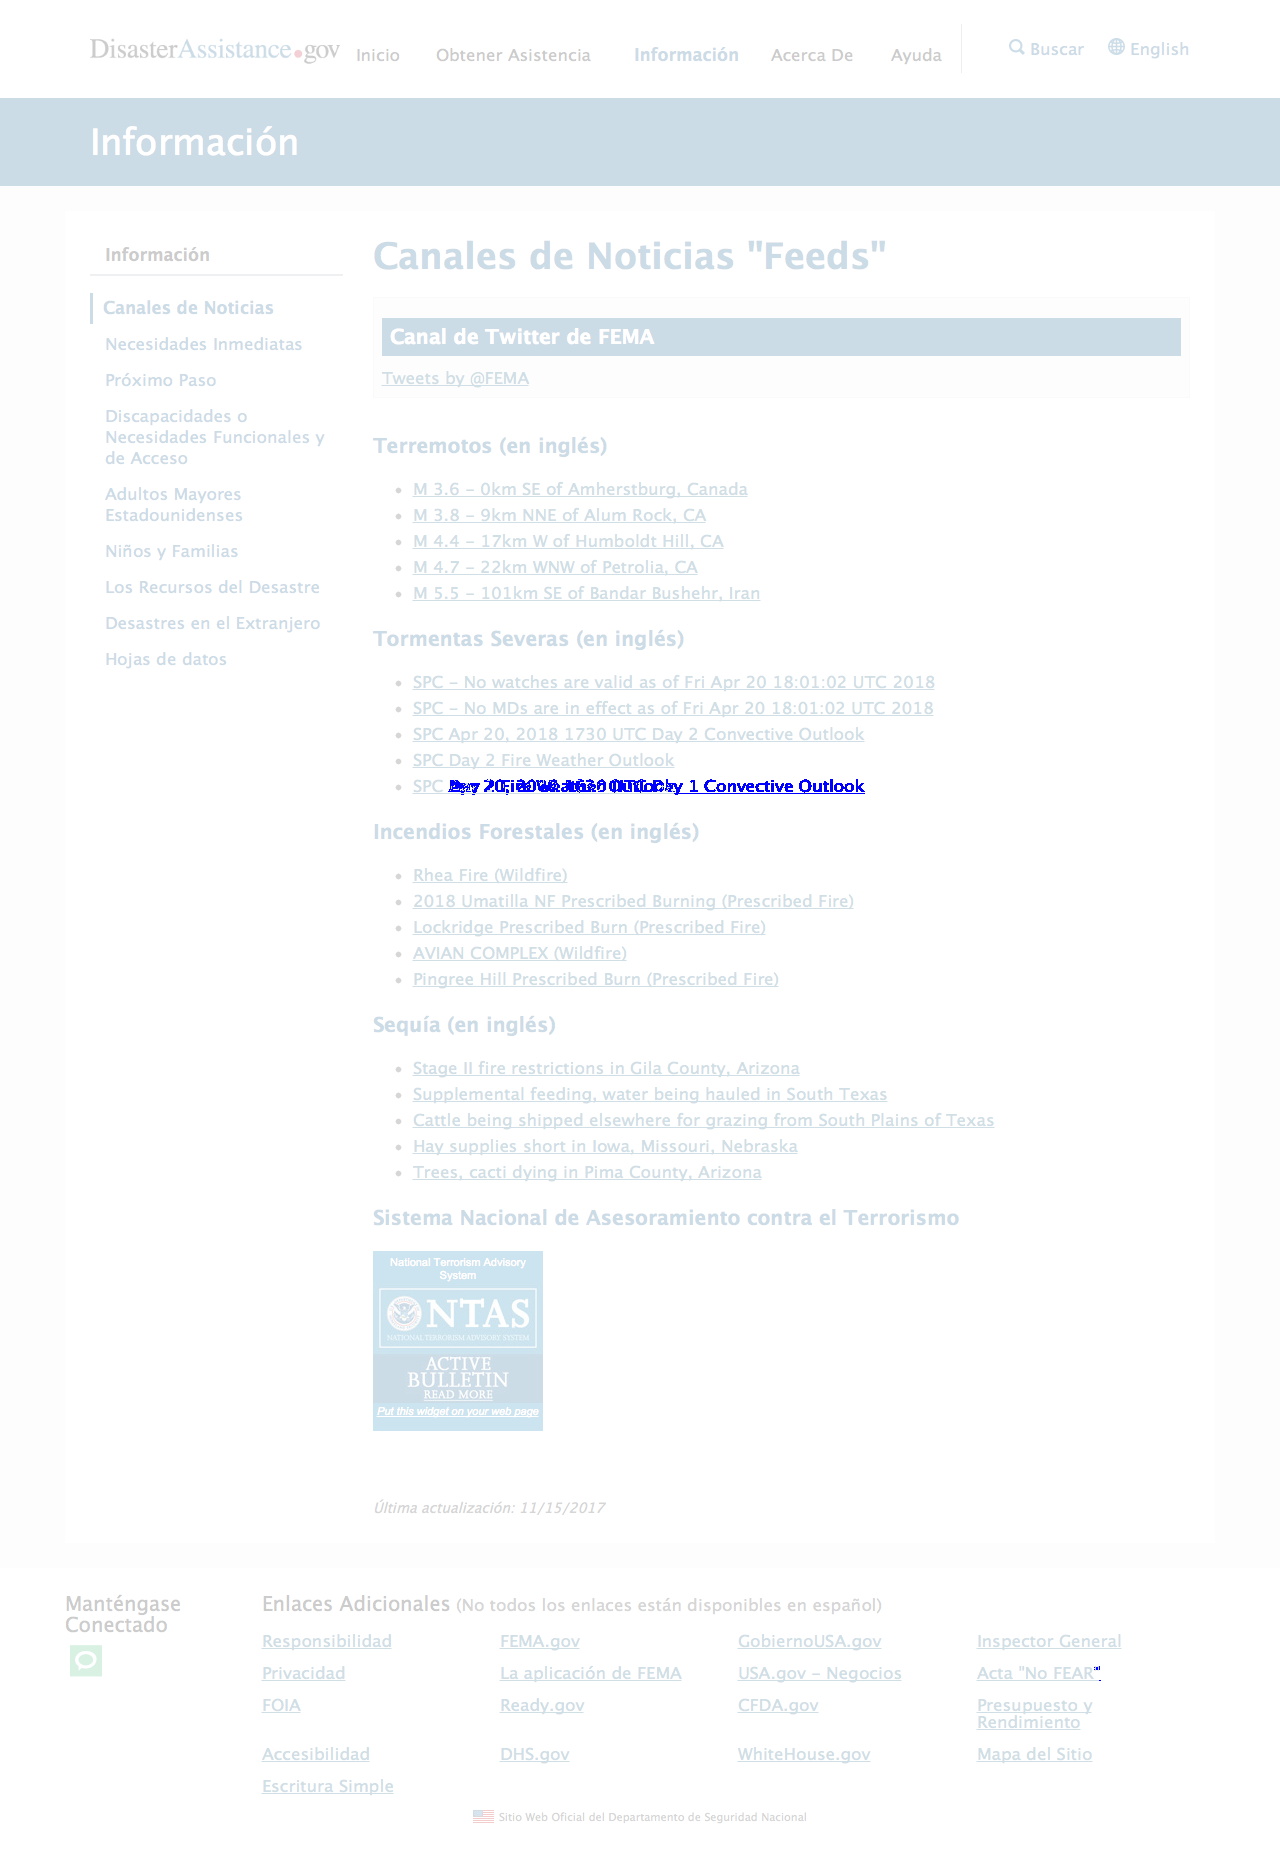 DisasterAssistance.gov
Inicio
Obtener Asistencia
Información
Acerca De
Ayuda
Buscar
English
Información
Información
Canales de Noticias
Necesidades Inmediatas
Próximo Paso
Discapacidades o
Necesidades Funcionales y
de Acceso
Adultos Mayores
Estadounidenses
Niños y Familias
Los Recursos del Desastre
Desastres en el Extranjero
Hojas de datos
Canales de Noticias "Feeds"
Canal de Twitter de FEMA
Tweets by @FEMA
Terremotos (en inglés)
M 3.6 - 0km SE of Amherstburg, Canada
M 3.8 - 9km NNE of Alum Rock, CA
M 4.4 - 17km W of Humboldt Hill, CA
M 4.7 - 22km WNW of Petrolia, CA
M 5.5 - 101km SE of Bandar Bushehr, Iran
Tormentas Severas (en inglés)
SPC - No watches are valid as of Fri Apr 20 18:01:02 UTC 2018
SPC - No MDs are in effect as of Fri Apr 20 18:01:02 UTC 2018
SPC Apr 20, 2018 1730 UTC Day 2 Convective Outlook
SPC Day 2 Fire Weather Outlook
SPC 1 Convective Outlook
Incendios Forestales (en inglés)
Rhea Fire (Wildfire)
2018 Umatilla NF Prescribed Burning (Prescribed Fire)
Lockridge Prescribed Burn (Prescribed Fire)
AVIAN COMPLEX (Wildfire)
Pingree Hill Prescribed Burn (Prescribed Fire)
Sequía (en inglés)
Stage II fire restrictions in Gila County, Arizona
Supplemental feeding, water being hauled in South Texas
Cattle being shipped elsewhere for grazing from South Plains of Texas
Hay supplies short in Iowa, Missouri, Nebraska
Trees, cacti dying in Pima County, Arizona
Sistema Nacional de Asesoramiento contra el Terrorismo
National Terrorism Advisory
System
NTAS
NATIONAL TERRORISM ADVISORY SYSTEM
ACTIVE
BULLETIN
READ MORE
Put this widget on your web page
Última actualización: 11/15/2017
Manténgase
Conectado
Enlaces Adicionales (No todos los enlaces están disponibles en español)
Responsibilidad
FEMA.gov
GobiernoUSA.gov
Inspector General
Privacidad
La aplicación de FEMA
USA.gov - Negocios
Acta "No FEAR"
FOIA
Ready.gov
CFDA.gov
Presupuesto y
Rendimiento
Accesibilidad
DHS.gov
WhiteHouse.gov
Mapa del Sitio
Escritura Simple
Sitio Web Oficial del Departamento de Seguridad Nacional